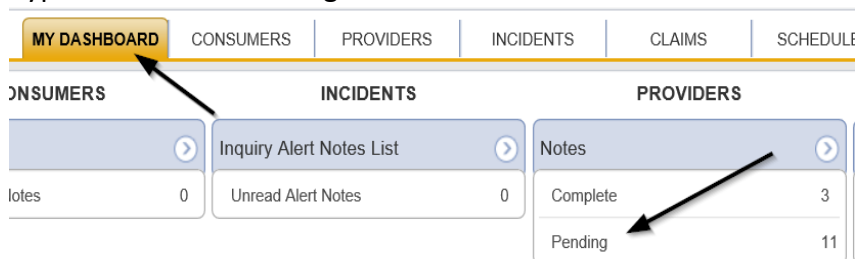 MY DASHBOARD CONSUMERS PROVIDERS INCIDENTS CLAIMS SCHEDULE
ONSUMERS INCIDENTS PROVIDERS
Inquiry Alert Notes List Notes
lotes 0 Unread Alert Notes 0 Complete 3
Pending 11